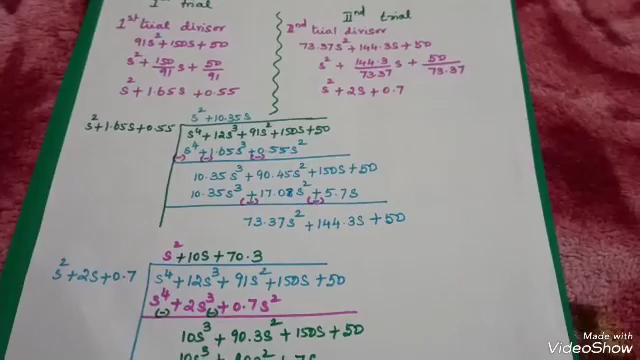 Ist trial
1st trial divisor
91s² + 150s + 50
s² + 150/91 s + 50/91
s² + 1.65s + 0.55
IInd trial
IInd trial divisor
73.37s² + 144.3s + 50
s² + 144.3/73.37 s + 50/73.37
s² + 2s + 0.7
s² + 10.35s
s² + 1.65s + 0.55
s⁴ + 12s³ + 91s² + 150s + 50
s⁴ + 1.65s³ + 0.55s²
(-) (-) (-)
10.35s³ + 90.45s² + 150s + 50
10.35s³ + 17.08s² + 5.7s
(-) (-)
73.37s² + 144.3s + 50
s² + 10s + 70.3
s² + 2s + 0.7
s⁴ + 12s³ + 91s² + 150s + 50
s⁴ + 2s³ + 0.7s²
(-) (-)
10s³ + 90.3s² + 150s + 50
Made with
VideoShow